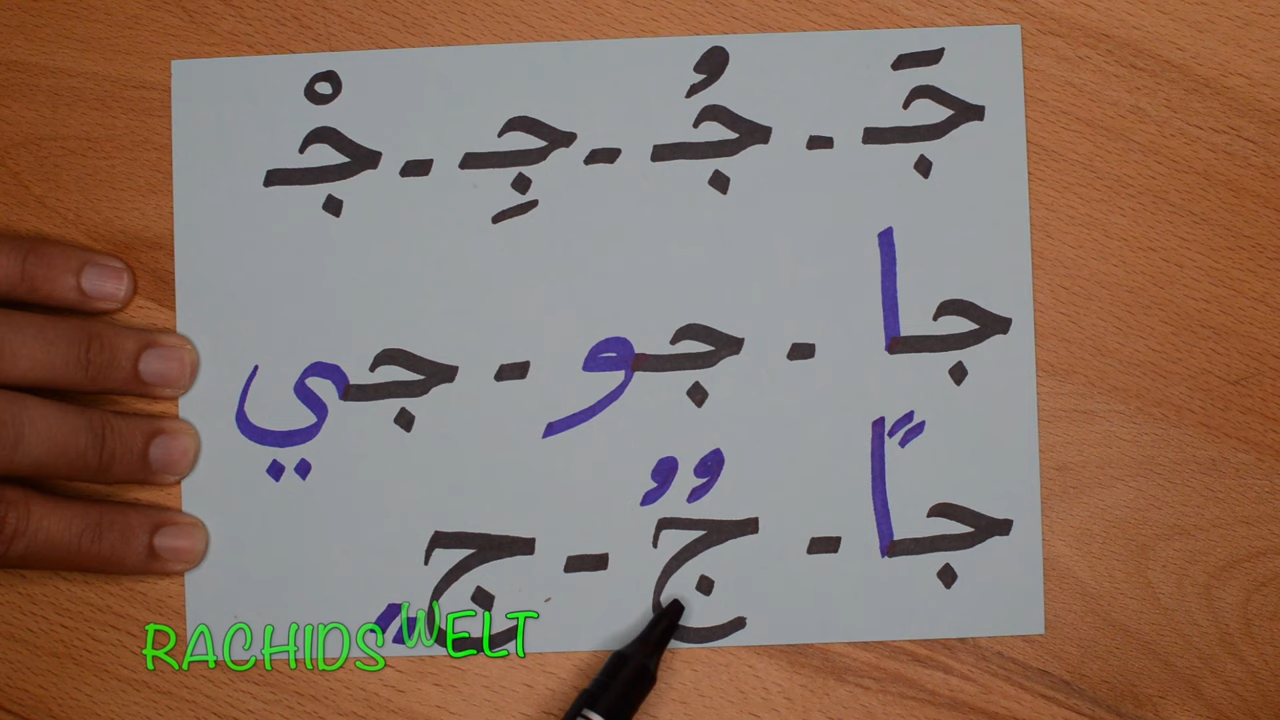 جَ - جُ - جِ - جْ
جا - جو - جي
جاً - جٌ - جٍ
RACHIDS WELT